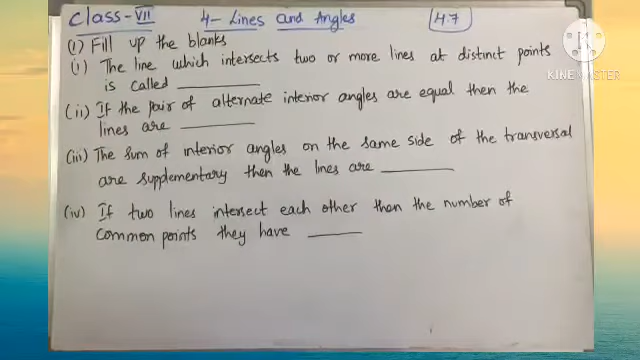 Class-VII 4- Lines and Angles 4.7
(1) Fill up the blanks
(i) The line which intersects two or more lines at distinct points
is called ________
(ii) If the pair of alternate interior angles are equal then the
lines are ________
(iii) The sum of interior angles on the same side of the transversal
are supplementary then the lines are ________
(iv) If two lines intersect each other then the number of
common points they have ________
KINEMASTER